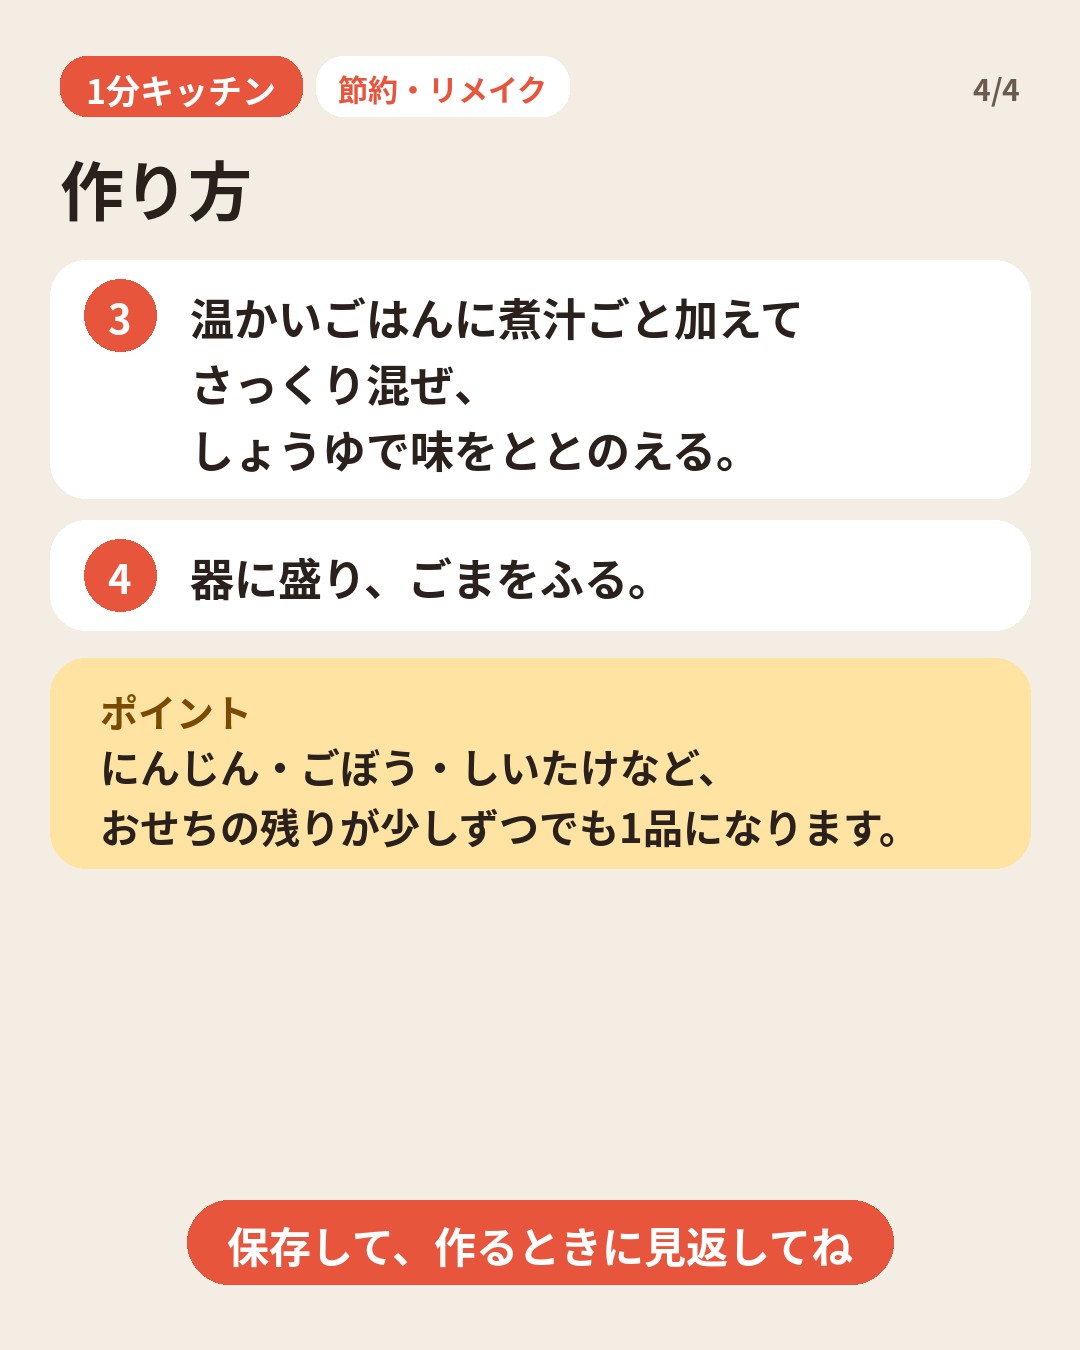 1分キッチン 節約・リメイク 4/4
作り方
3 温かいごはんに煮汁ごと加えて
さっくり混ぜ、
しょうゆで味をととのえる。
4 器に盛り、ごまをふる。
ポイント
にんじん・ごぼう・しいたけなど、
おせちの残りが少しずつでも1品になります。
保存して、作るときに見返してね